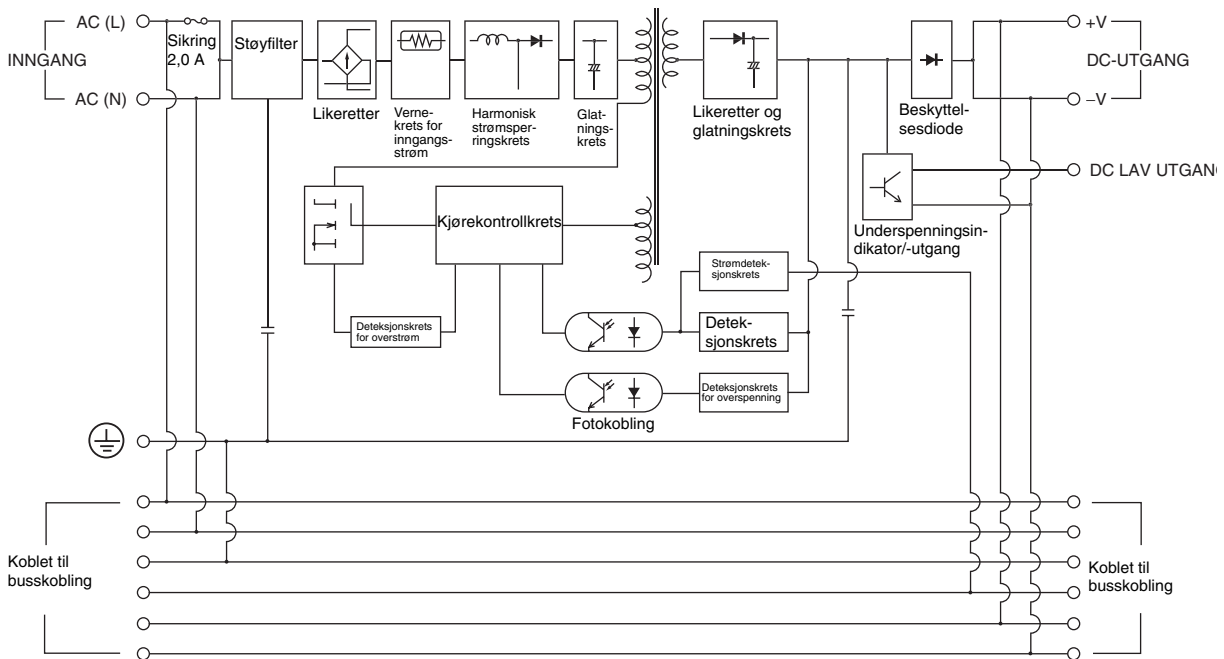 AC (L)
INNGANG
AC (N)
Sikring
2,0 A
Støyfilter
Likeretter
Verne-
krets for
inngangs-
strøm
Harmonisk
strømsper-
ringskrets
Glat-
nings-
krets
Likeretter og
glatningskrets
Beskyttel-
sesdiode
+V
DC-UTGANG
–V
DC LAV UTGANG
Underspenningsin-
dikator/-utgang
Kjørekontrollkrets
Strømdetek-
sjonskrets
Deteksjonskrets
for overstrøm
Detek-
sjonskrets
Deteksjonskrets
for overspenning
Fotokobling
Koblet til
busskobling
Koblet til
busskobling